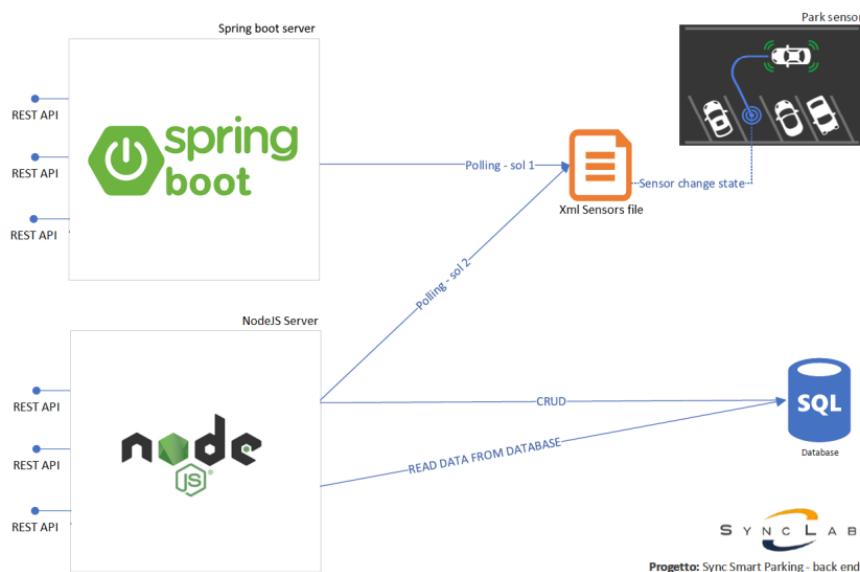 Spring boot server
Park sensor
REST API
REST API
REST API
spring
boot
Polling - sol 1
Sensor change state
Xml Sensors file
Polling - sol 2
NodeJS Server
REST API
REST API
REST API
node
JS
CRUD
READ DATA FROM DATABASE
SQL
Database
SYNCLAB
Progetto: Sync Smart Parking - back end